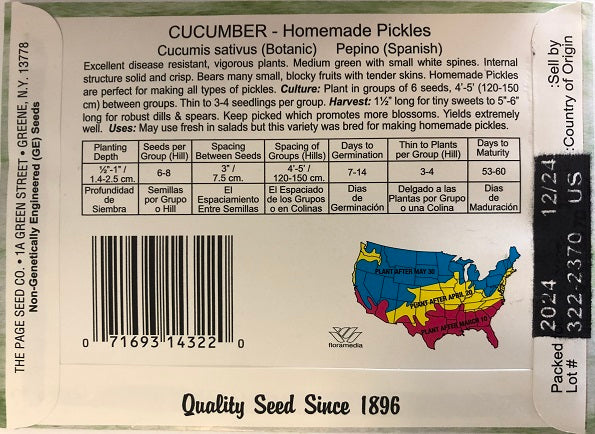 CUCUMBER - Homemade Pickles
Cucumis sativus (Botanic) Pepino (Spanish)
Excellent disease resistant, vigorous plants. Medium green with small white spines. Internal
structure solid and crisp. Bears many small, blocky fruits with tender skins. Homemade Pickles
are perfect for making all types of pickles. Culture: Plant in groups of 6 seeds, 4'-5' (120-150
cm) between groups. Thin to 3-4 seedlings per group. Harvest: 1½" long for tiny sweets to 5"-6"
long for robust dills & spears. Keep picked which promotes more blossoms. Yields extremely
well. Uses: May use fresh in salads but this variety was bred for making homemade pickles.
Planting Depth Seeds per Group (Hill) Spacing Between Seeds Spacing of Groups (Hills) Days to Germination Thin to Plants per Group (Hill) Days to Maturity
½"-1" / 1.4-2.5 cm. 6-8 3" / 7.5 cm. 4'-5' / 120-150 cm. 7-14 3-4 53-60
Profundidad de Siembra Semillas por Grupo o Hill El Espaciamiento Entre Semillas El Espaciado de los Grupos o en Colinas Dias de Germinación Delgado a las Plantas por Grupo o una Colina Dias de Maduración
THE PAGE SEED CO. • 1A GREEN STREET • GREENE, N.Y. 13778
Non-Genetically Engineered (GE) Seeds
0 71693 14322 0
floramedia
PLANT AFTER MAY 30
PLANT AFTER APRIL 20
PLANT AFTER MARCH 10
Packed 2024 12/24 :Sell by
Lot # 322-2370 US :Country of Origin
Quality Seed Since 1896